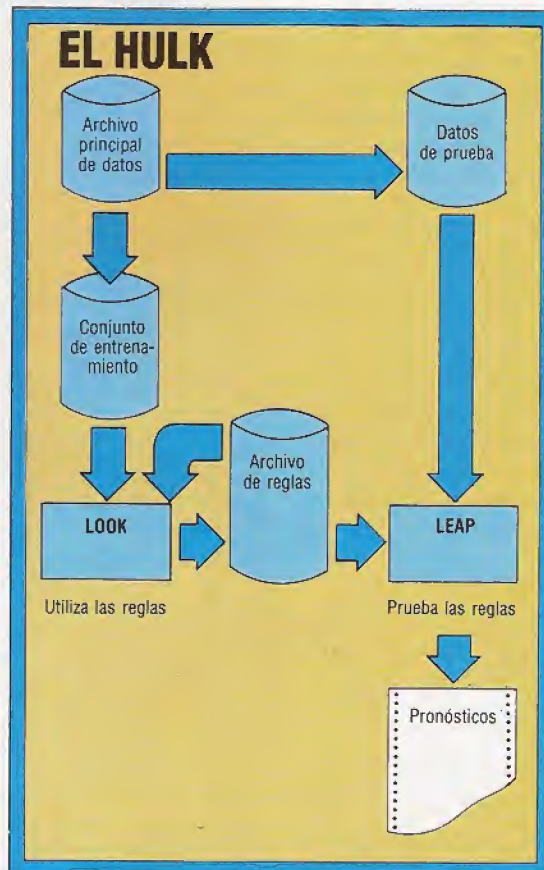 EL HULK
Archivo
principal
de datos
Datos
de prueba
Conjunto
de entrena-
miento
Archivo
de reglas
LOOK
LEAP
Utiliza las reglas
Prueba las reglas
Pronósticos